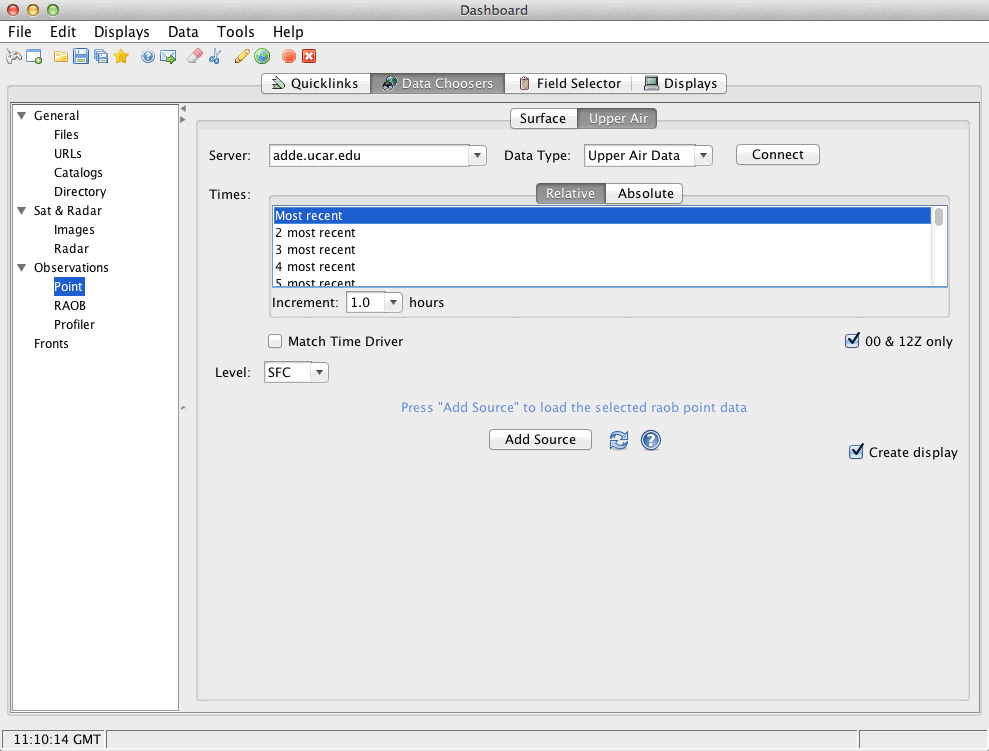 Dashboard
File Edit Displays Data Tools Help
Quicklinks Data Choosers Field Selector Displays
General
Files
URLs
Catalogs
Directory
Sat & Radar
Images
Radar
Observations
Point
RAOB
Profiler
Fronts
Surface Upper Air
Server: adde.ucar.edu Data Type: Upper Air Data Connect
Times: Relative Absolute
Most recent
2 most recent
3 most recent
4 most recent
5 most recent
Increment: 1.0 hours
Match Time Driver 00 & 12Z only
Level: SFC
Press "Add Source" to load the selected raob point data
Add Source
Create display
11:10:14 GMT